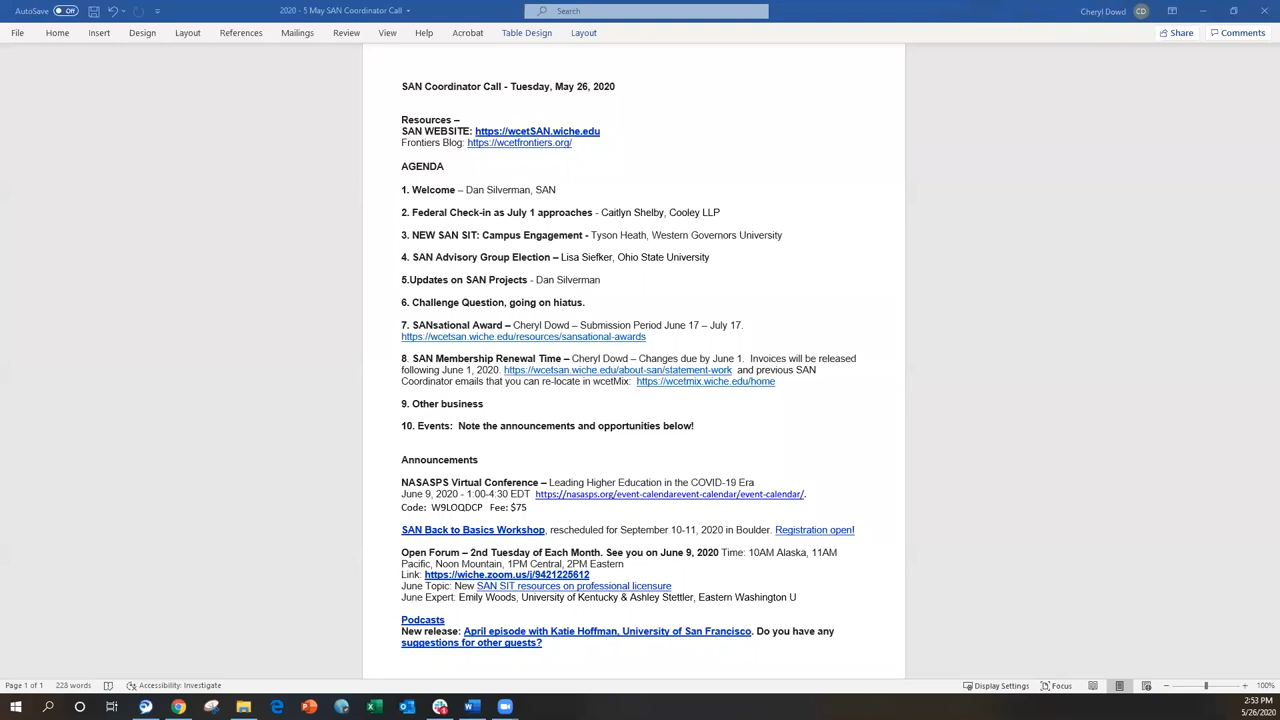 AutoSave Off 2020 - 5 May SAN Coordinator Call Search Cheryl Dowd CD
File Home Insert Design Layout References Mailings Review View Help Acrobat Table Design Layout Share Comments
SAN Coordinator Call - Tuesday, May 26, 2020
Resources –
SAN WEBSITE: https://wcetSAN.wiche.edu
Frontiers Blog: https://wcetfrontiers.org/
AGENDA
1. Welcome – Dan Silverman, SAN
2. Federal Check-in as July 1 approaches - Caitlyn Shelby, Cooley LLP
3. NEW SAN SIT: Campus Engagement - Tyson Heath, Western Governors University
4. SAN Advisory Group Election – Lisa Siefker, Ohio State University
5.Updates on SAN Projects - Dan Silverman
6. Challenge Question, going on hiatus.
7. SANsational Award – Cheryl Dowd – Submission Period June 17 – July 17.
https://wcetsan.wiche.edu/resources/sansational-awards
8. SAN Membership Renewal Time – Cheryl Dowd – Changes due by June 1. Invoices will be released
following June 1, 2020. https://wcetsan.wiche.edu/about-san/statement-work and previous SAN
Coordinator emails that you can re-locate in wcetMix: https://wcetmix.wiche.edu/home
9. Other business
10. Events: Note the announcements and opportunities below!
Announcements
NASASPS Virtual Conference – Leading Higher Education in the COVID-19 Era
June 9, 2020 - 1:00-4:30 EDT https://nasasps.org/event-calendarevent-calendar/event-calendar/.
Code: W9LOQDCP Fee: $75
SAN Back to Basics Workshop, rescheduled for September 10-11, 2020 in Boulder. Registration open!
Open Forum – 2nd Tuesday of Each Month. See you on June 9, 2020 Time: 10AM Alaska, 11AM
Pacific, Noon Mountain, 1PM Central, 2PM Eastern
Link: https://wiche.zoom.us/j/9421225612
June Topic: New SAN SIT resources on professional licensure
June Expert: Emily Woods, University of Kentucky & Ashley Stettler, Eastern Washington U
Podcasts
New release: April episode with Katie Hoffman, University of San Francisco. Do you have any
suggestions for other guests?
Page 1 of 1 228 words Accessibility: Investigate Display Settings Focus 100%
2:53 PM
5/26/2020